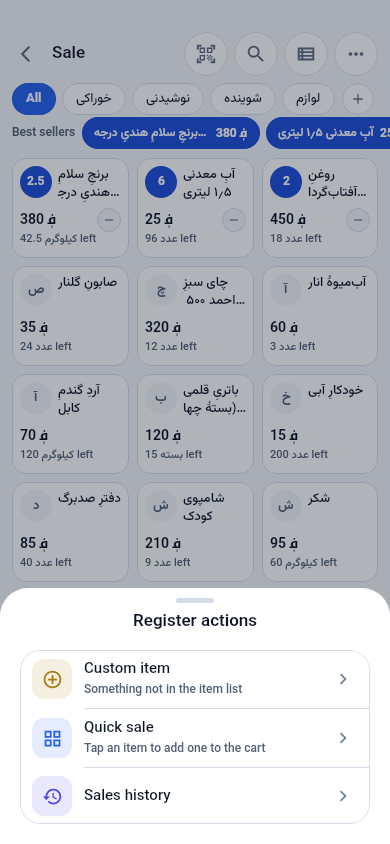 Sale
All
خوراکی
نوشیدنی
شوینده
لوازم
Best sellers
برنجِ سلامِ هندیِ درجه… ؋ 380
آبِ معدنی ۱٫۵ لیتری
2.5
برنجِ سلامِ
هندیِ درجـ…
؋ 380
42.5 کیلوگرم left
6
آبِ معدنی
۱٫۵ لیتری
؋ 25
96 عدد left
2
روغنِ
آفتاب‌گردا…
؋ 450
18 عدد left
ص
صابونِ گلنار
؋ 35
24 عدد left
چ
چای سبزِ
احمد ۵۰۰…
؋ 320
12 عدد left
آ
آب‌میوهٔ انار
؋ 60
3 عدد left
آ
آردِ گندمِ
کابل
؋ 70
120 کیلوگرم left
ب
باتریِ قلمی
(بستهٔ چها…
؋ 120
15 بسته left
خ
خودکارِ آبی
؋ 15
200 عدد left
د
دفترِ صدبرگ
؋ 85
40 عدد left
ش
شامپوی
کودک
؋ 210
9 عدد left
ش
شکر
؋ 95
60 کیلوگرم left
Register actions
Custom item
Something not in the item list
Quick sale
Tap an item to add one to the cart
Sales history